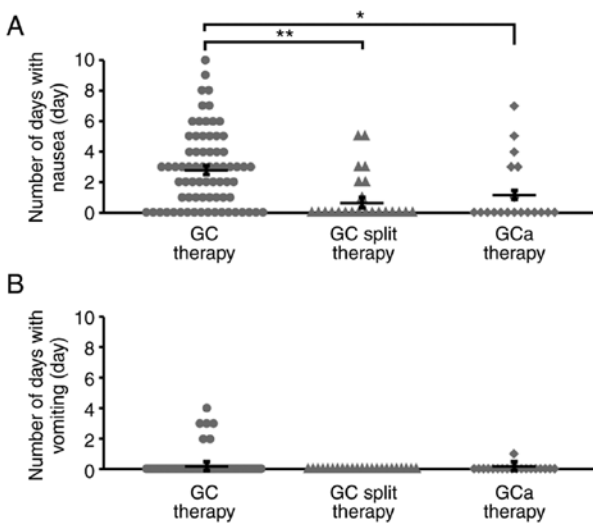 A
*
**
Number of days with
nausea (day)
10
8
6
4
2
0
GC
therapy
GC split
therapy
GCa
therapy
B
Number of days with
vomiting (day)
10
8
6
4
2
0
GC
therapy
GC split
therapy
GCa
therapy